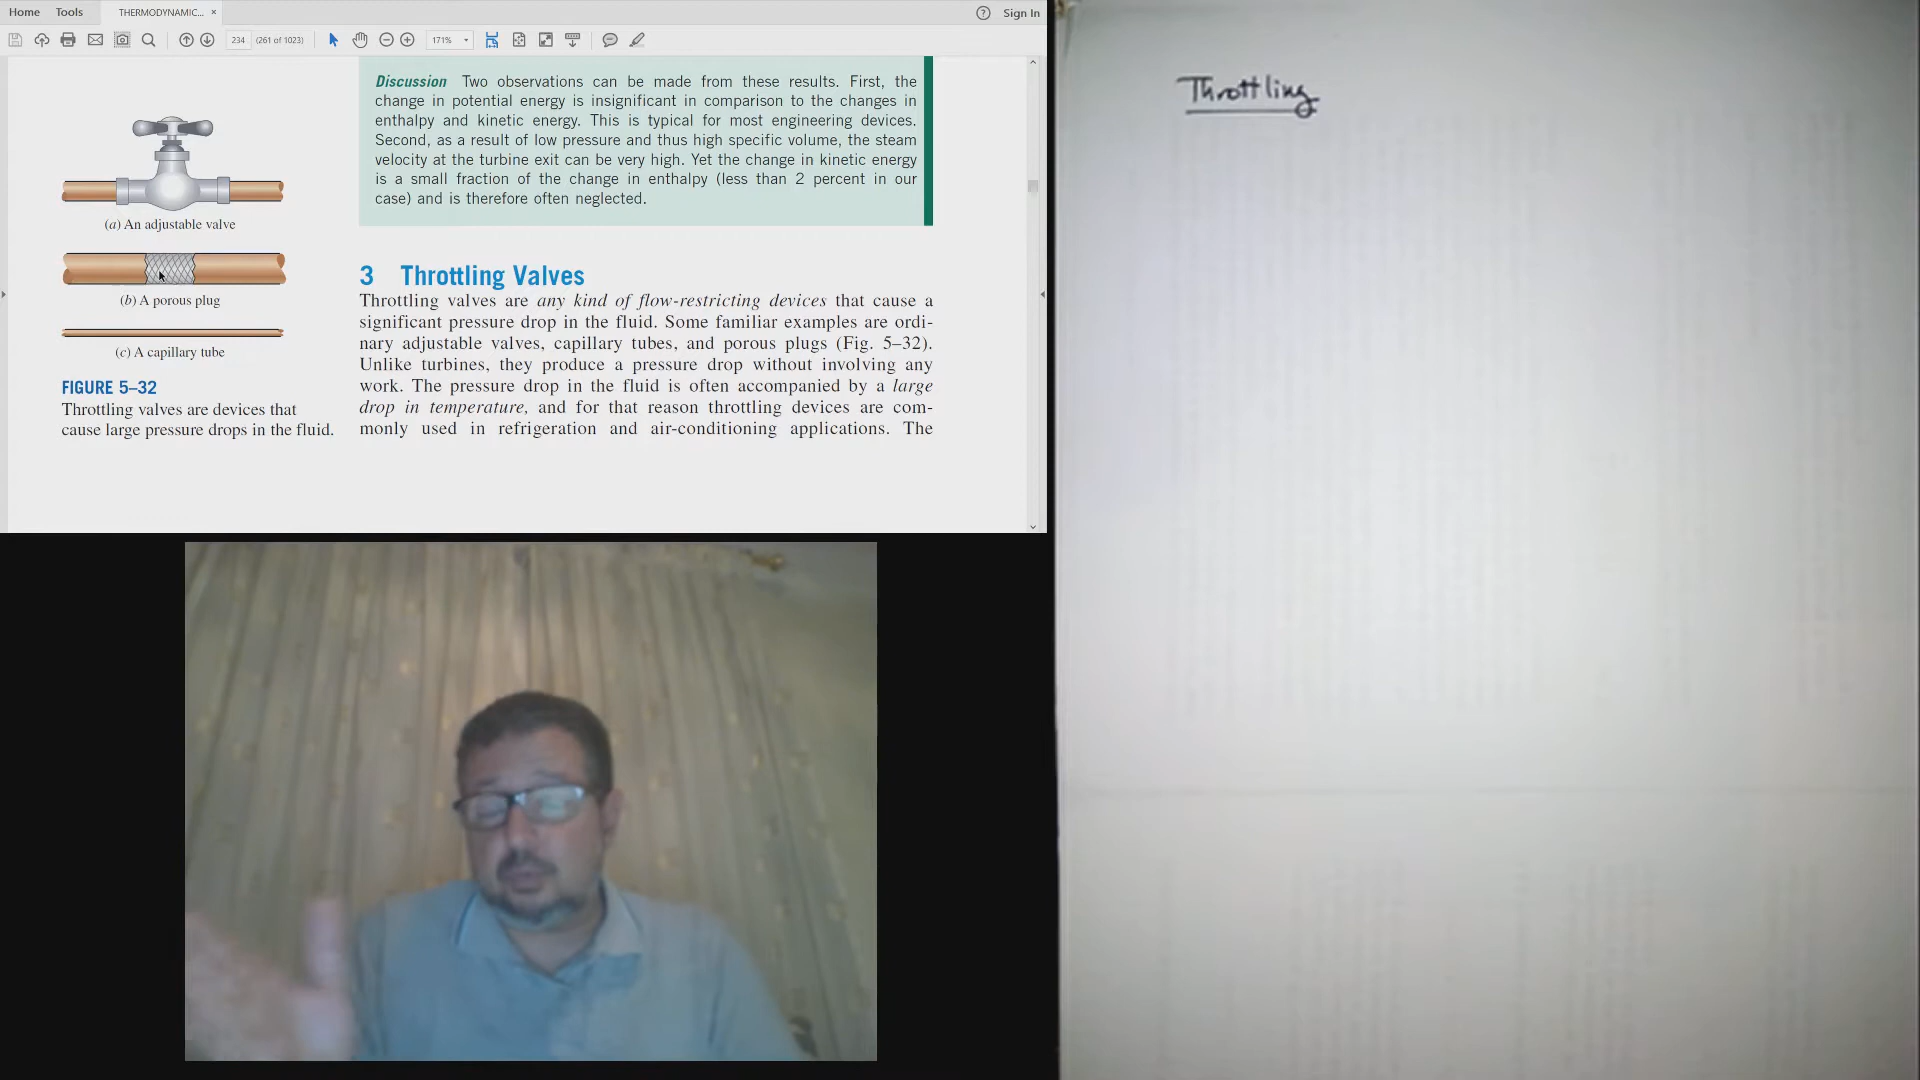 Home Tools THERMODYNAMIC... × Sign In
234 (261 of 1023) 171%
Discussion Two observations can be made from these results. First, the
change in potential energy is insignificant in comparison to the changes in
enthalpy and kinetic energy. This is typical for most engineering devices.
Second, as a result of low pressure and thus high specific volume, the steam
velocity at the turbine exit can be very high. Yet the change in kinetic energy
is a small fraction of the change in enthalpy (less than 2 percent in our
case) and is therefore often neglected.
(a) An adjustable valve
(b) A porous plug
(c) A capillary tube
FIGURE 5–32
Throttling valves are devices that
cause large pressure drops in the fluid.
3 Throttling Valves
Throttling valves are any kind of flow-restricting devices that cause a
significant pressure drop in the fluid. Some familiar examples are ordi-
nary adjustable valves, capillary tubes, and porous plugs (Fig. 5–32).
Unlike turbines, they produce a pressure drop without involving any
work. The pressure drop in the fluid is often accompanied by a large
drop in temperature, and for that reason throttling devices are com-
monly used in refrigeration and air-conditioning applications. The
Throttling